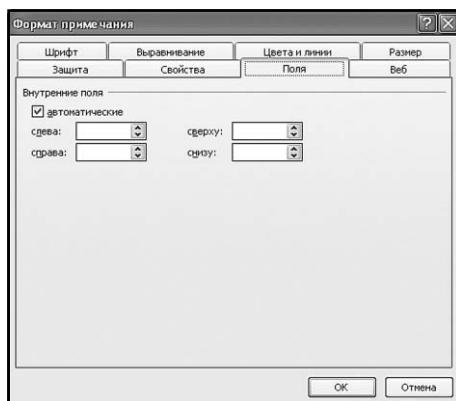 Формат примечания
Шрифт Выравнивание Цвета и линии Размер
Защита Свойства Поля Веб
Внутренние поля
автоматические
слева: сверху:
справа: снизу:
ОК Отмена